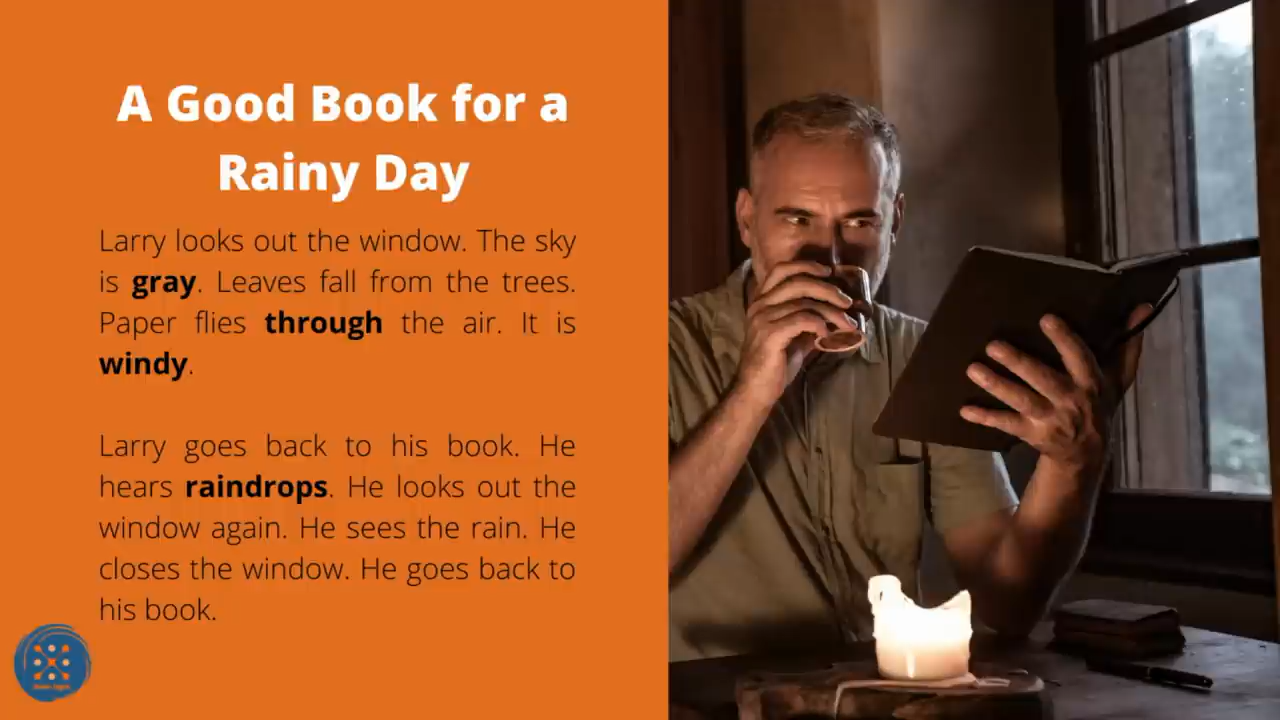 A Good Book for a
Rainy Day
Larry looks out the window. The sky
is gray. Leaves fall from the trees.
Paper flies through the air. It is
windy.
Larry goes back to his book. He
hears raindrops. He looks out the
window again. He sees the rain. He
closes the window. He goes back to
his book.